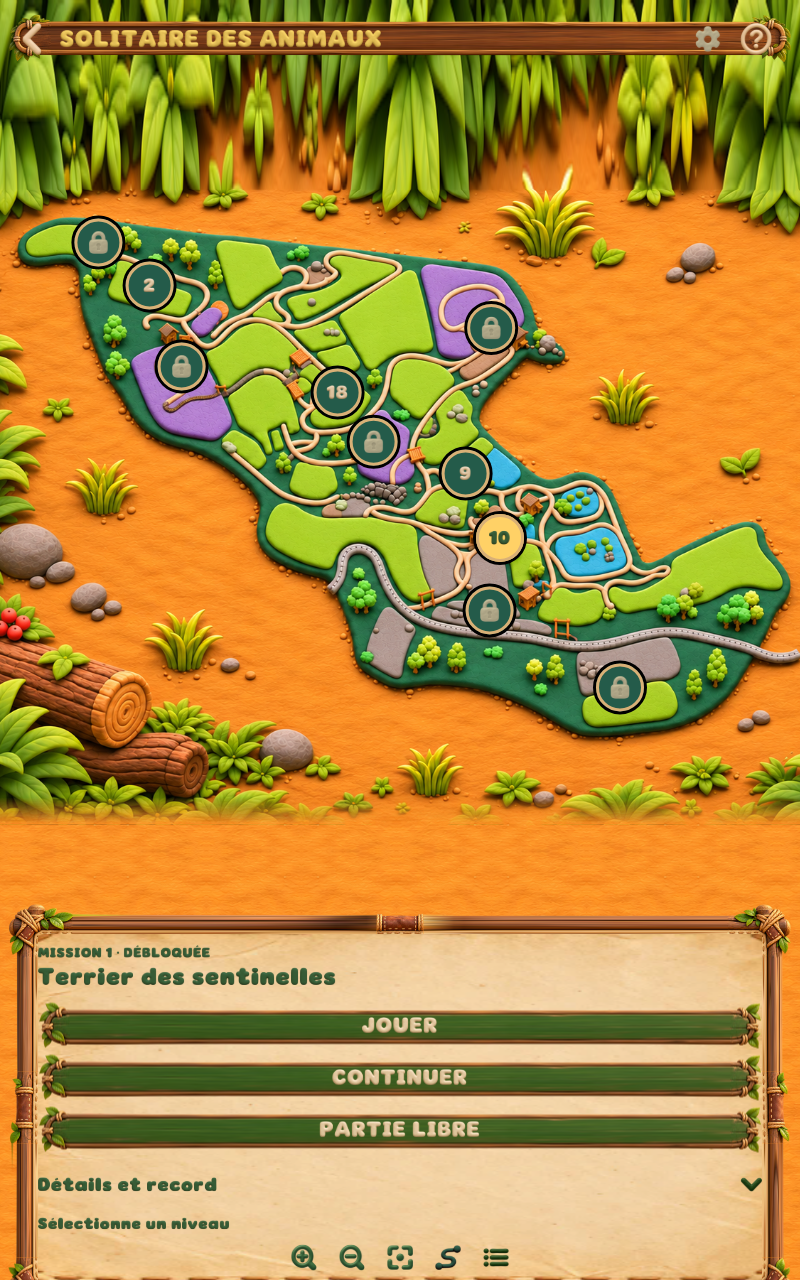 SOLITAIRE DES ANIMAUX
?
2
18
9
10
MISSION 1 · DÉBLOQUÉE
Terrier des sentinelles
JOUER
CONTINUER
PARTIE LIBRE
Détails et record
Sélectionne un niveau